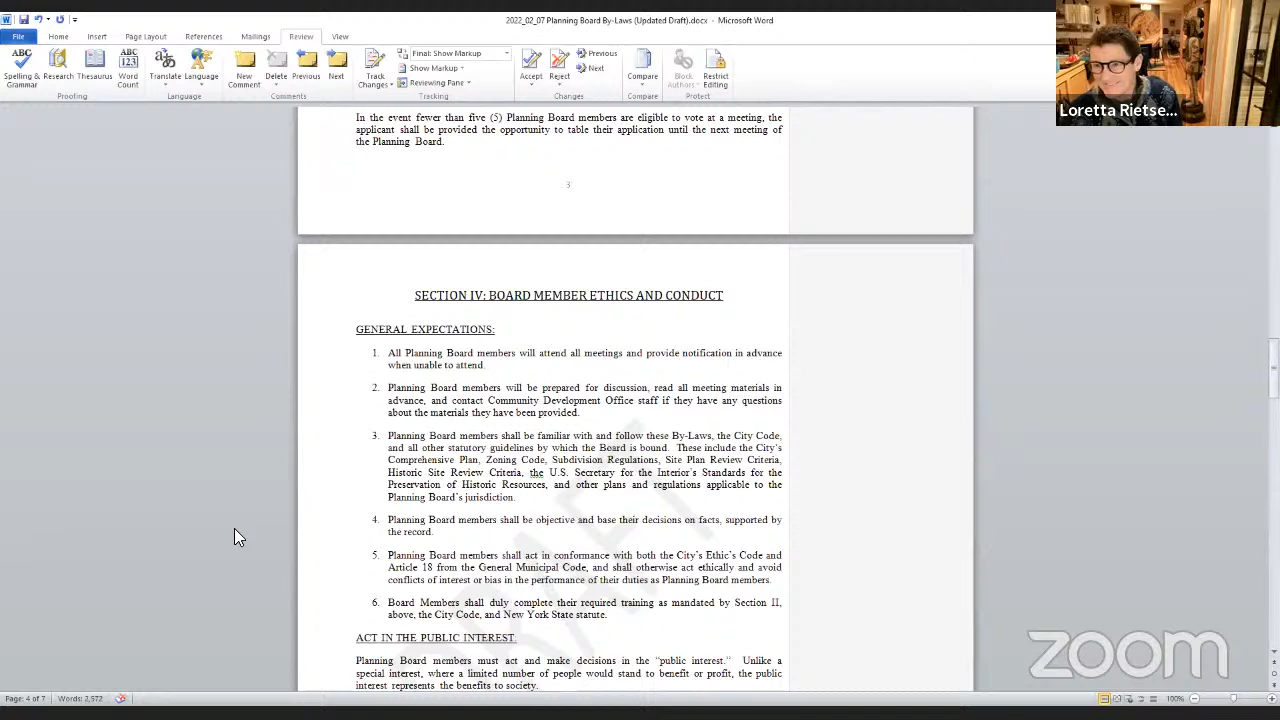 2022_02_07 Planning Board By-Laws (Updated Draft).docx - Microsoft Word
File Home Insert Page Layout References Mailings Review View
Spelling & Grammar Research Thesaurus Word Count Translate Language New Comment Delete Previous Next Track Changes Final: Show Markup Show Markup Reviewing Pane Accept Reject Previous Next Compare Block Authors Restrict Editing
Proofing Language Comments Tracking Changes Compare Protect
Loretta Rietse...
In the event fewer than five (5) Planning Board members are eligible to vote at a meeting, the
applicant shall be provided the opportunity to table their application until the next meeting of
the Planning Board.
3
SECTION IV: BOARD MEMBER ETHICS AND CONDUCT
GENERAL EXPECTATIONS:
1. All Planning Board members will attend all meetings and provide notification in advance
when unable to attend.
2. Planning Board members will be prepared for discussion, read all meeting materials in
advance, and contact Community Development Office staff if they have any questions
about the materials they have been provided.
3. Planning Board members shall be familiar with and follow these By-Laws, the City Code,
and all other statutory guidelines by which the Board is bound. These include the City's
Comprehensive Plan, Zoning Code, Subdivision Regulations, Site Plan Review Criteria,
Historic Site Review Criteria, the U.S. Secretary for the Interior's Standards for the
Preservation of Historic Resources, and other plans and regulations applicable to the
Planning Board's jurisdiction.
4. Planning Board members shall be objective and base their decisions on facts, supported by
the record.
5. Planning Board members shall act in conformance with both the City's Ethic's Code and
Article 18 from the General Municipal Code, and shall otherwise act ethically and avoid
conflicts of interest or bias in the performance of their duties as Planning Board members.
6. Board Members shall duly complete their required training as mandated by Section II,
above, the City Code, and New York State statute.
ACT IN THE PUBLIC INTEREST:
Planning Board members must act and make decisions in the “public interest.” Unlike a
special interest, where a limited number of people would stand to benefit or profit, the public
interest represents the benefits to society.
DRAFT
zoom
Page: 4 of 7 Words: 2,572 100%